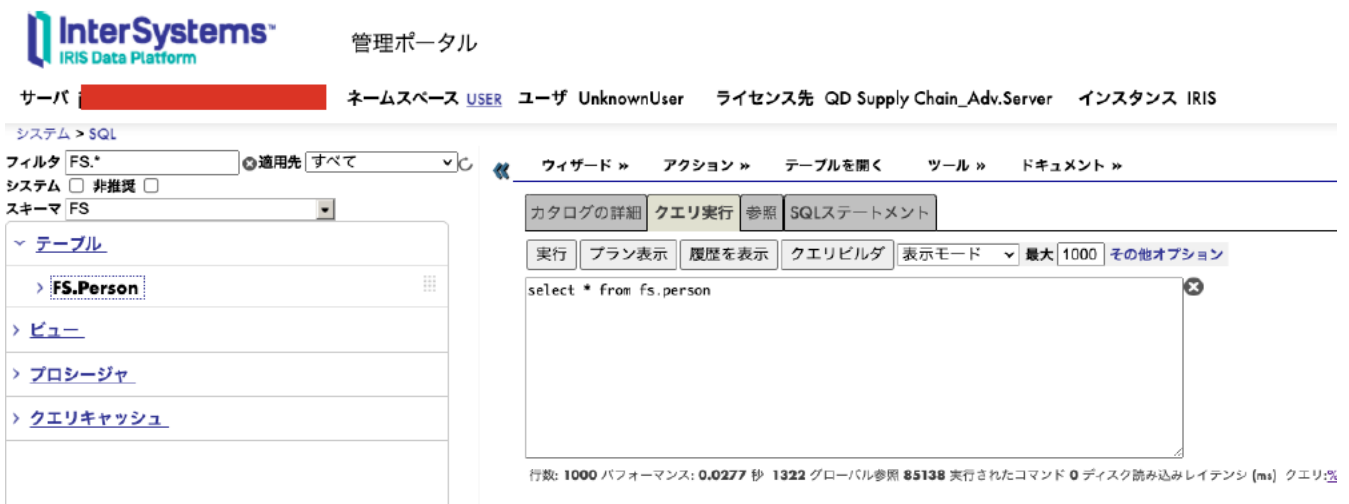 InterSystems™
IRIS Data Platform
管理ポータル
サーバ
ネームスペース USER ユーザ UnknownUser ライセンス先 QD Supply Chain_Adv.Server インスタンス IRIS
システム > SQL
フィルタ FS.* 適用先 すべて
システム 非推奨
スキーマ FS
テーブル
FS.Person
ビュー
プロシージャ
クエリキャッシュ
ウィザード » アクション » テーブルを開く ツール » ドキュメント »
カタログの詳細 クエリ実行 参照 SQLステートメント
実行 プラン表示 履歴を表示 クエリビルダ 表示モード 最大 1000 その他オプション
select * from fs.person
行数: 1000 パフォーマンス: 0.0277 秒 1322 グローバル参照 85138 実行されたコマンド 0 ディスク読み込みレイテンシ (ms) クエリ:%